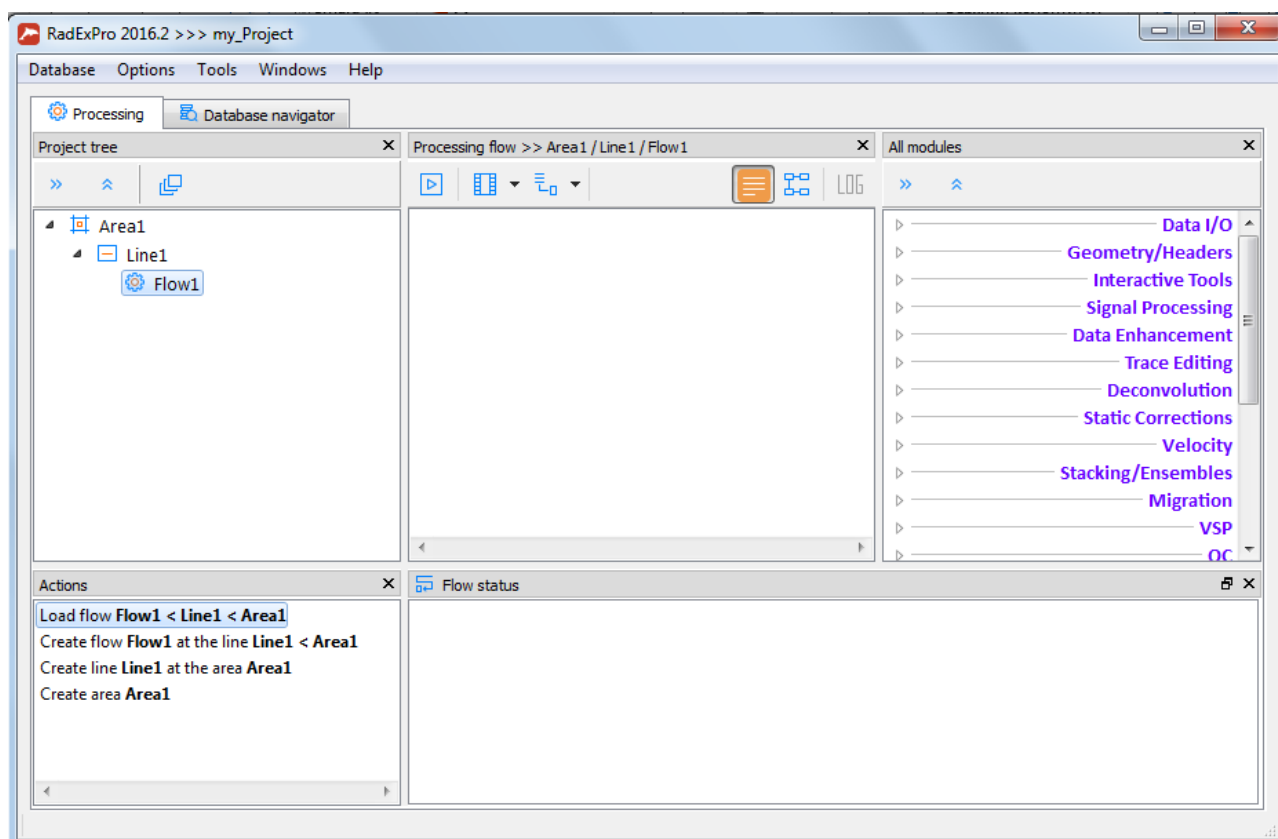 RadExPro 2016.2 >>> my_Project
Database Options Tools Windows Help
Processing Database navigator
Project tree
Area1
Line1
Flow1
Processing flow >> Area1 / Line1 / Flow1
LOG
All modules
Data I/O
Geometry/Headers
Interactive Tools
Signal Processing
Data Enhancement
Trace Editing
Deconvolution
Static Corrections
Velocity
Stacking/Ensembles
Migration
VSP
QC
Actions
Load flow Flow1 < Line1 < Area1
Create flow Flow1 at the line Line1 < Area1
Create line Line1 at the area Area1
Create area Area1
Flow status